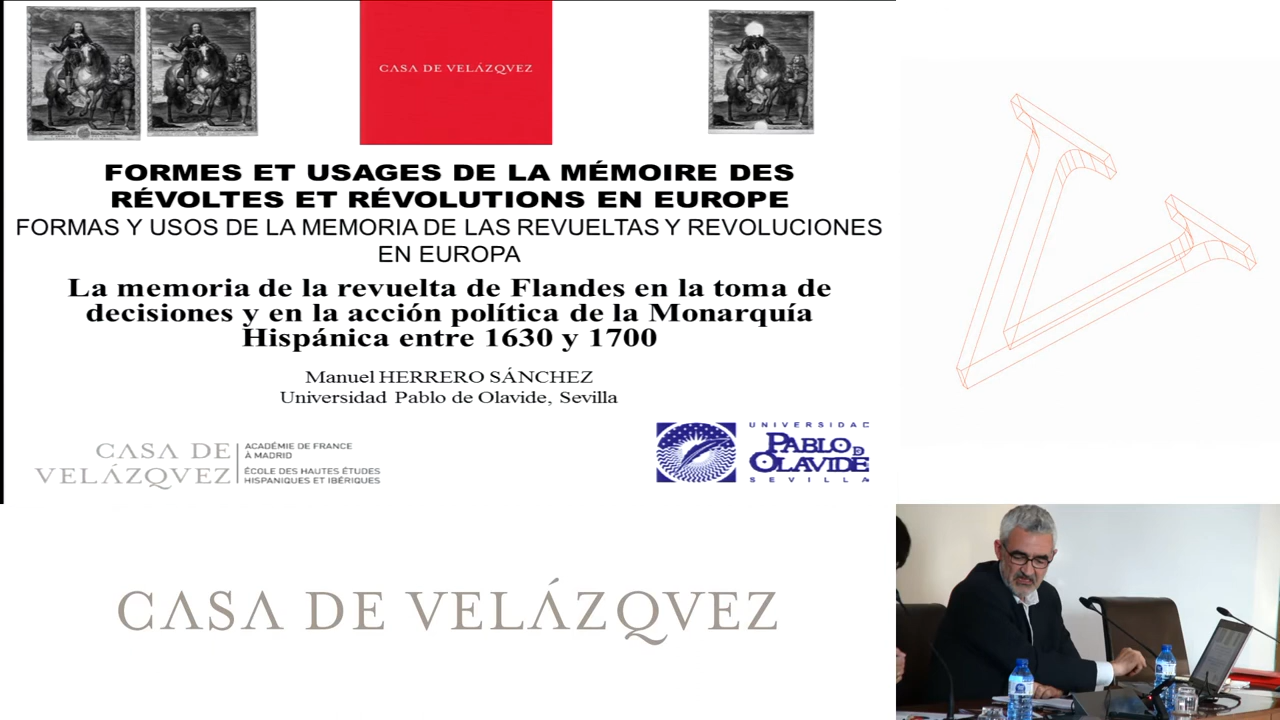 CASA DE VELÁZQVEZ
FORMES ET USAGES DE LA MÉMOIRE DES
RÉVOLTES ET RÉVOLUTIONS EN EUROPE
FORMAS Y USOS DE LA MEMORIA DE LAS REVUELTAS Y REVOLUCIONES
EN EUROPA
La memoria de la revuelta de Flandes en la toma de
decisiones y en la acción política de la Monarquía
Hispánica entre 1630 y 1700
Manuel HERRERO SÁNCHEZ
Universidad Pablo de Olavide, Sevilla
CASA DE
VELÁZQVEZ
ACADÉMIE DE FRANCE
À MADRID
ÉCOLE DES HAUTES ÉTUDES
HISPANIQUES ET IBÉRIQUES
UNIVERSIDAD
PABLO DE
OLAVIDE
SEVILLA
CASA DE VELÁZQVEZ